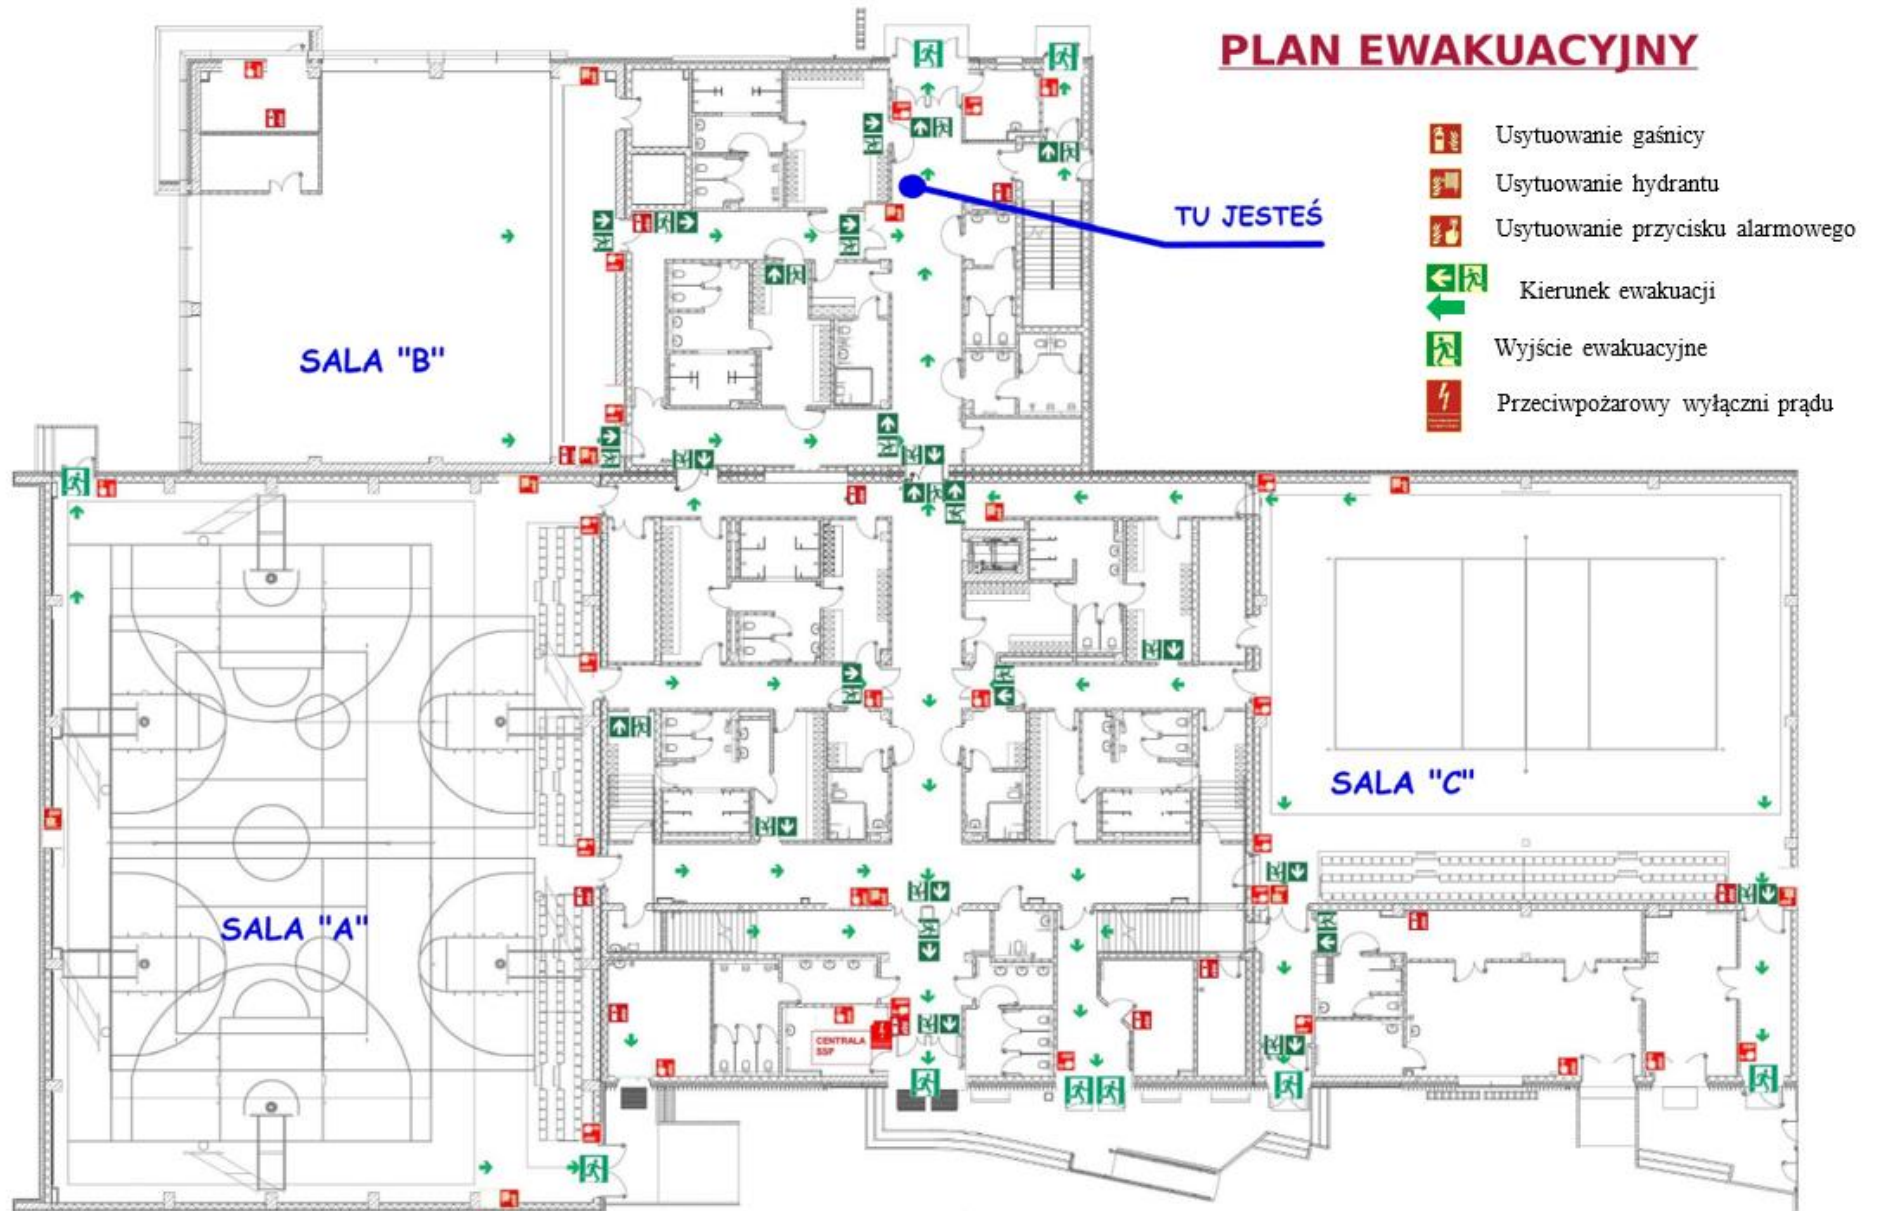 PLAN EWAKUACYJNY
Usytuowanie gaśnicy
Usytuowanie hydrantu
Usytuowanie przycisku alarmowego
Kierunek ewakuacji
Wyjście ewakuacyjne
Przeciwpożarowy wyłączni prądu
TU JESTEŚ
SALA "B"
SALA "C"
SALA "A"
CENTRALA
SSP